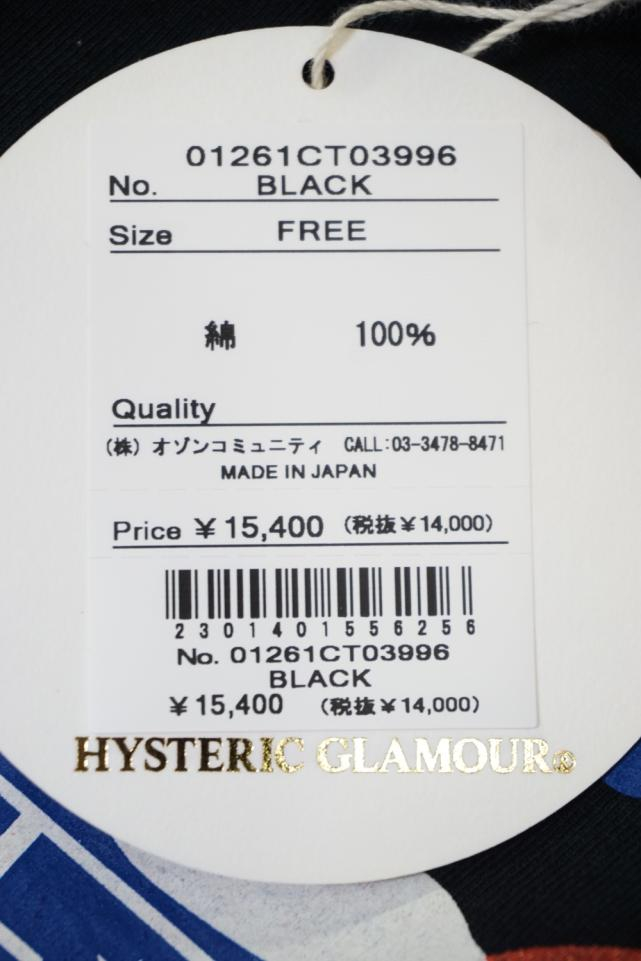 01261CT03996
No. BLACK
Size FREE
綿 100%
Quality
(株) オゾンコミュニティ CALL:03-3478-8471
MADE IN JAPAN
Price ¥15,400 (税抜¥14,000)
2301401556256
No. 01261CT03996
BLACK
¥15,400 (税抜¥14,000)
HYSTERIC GLAMOUR®